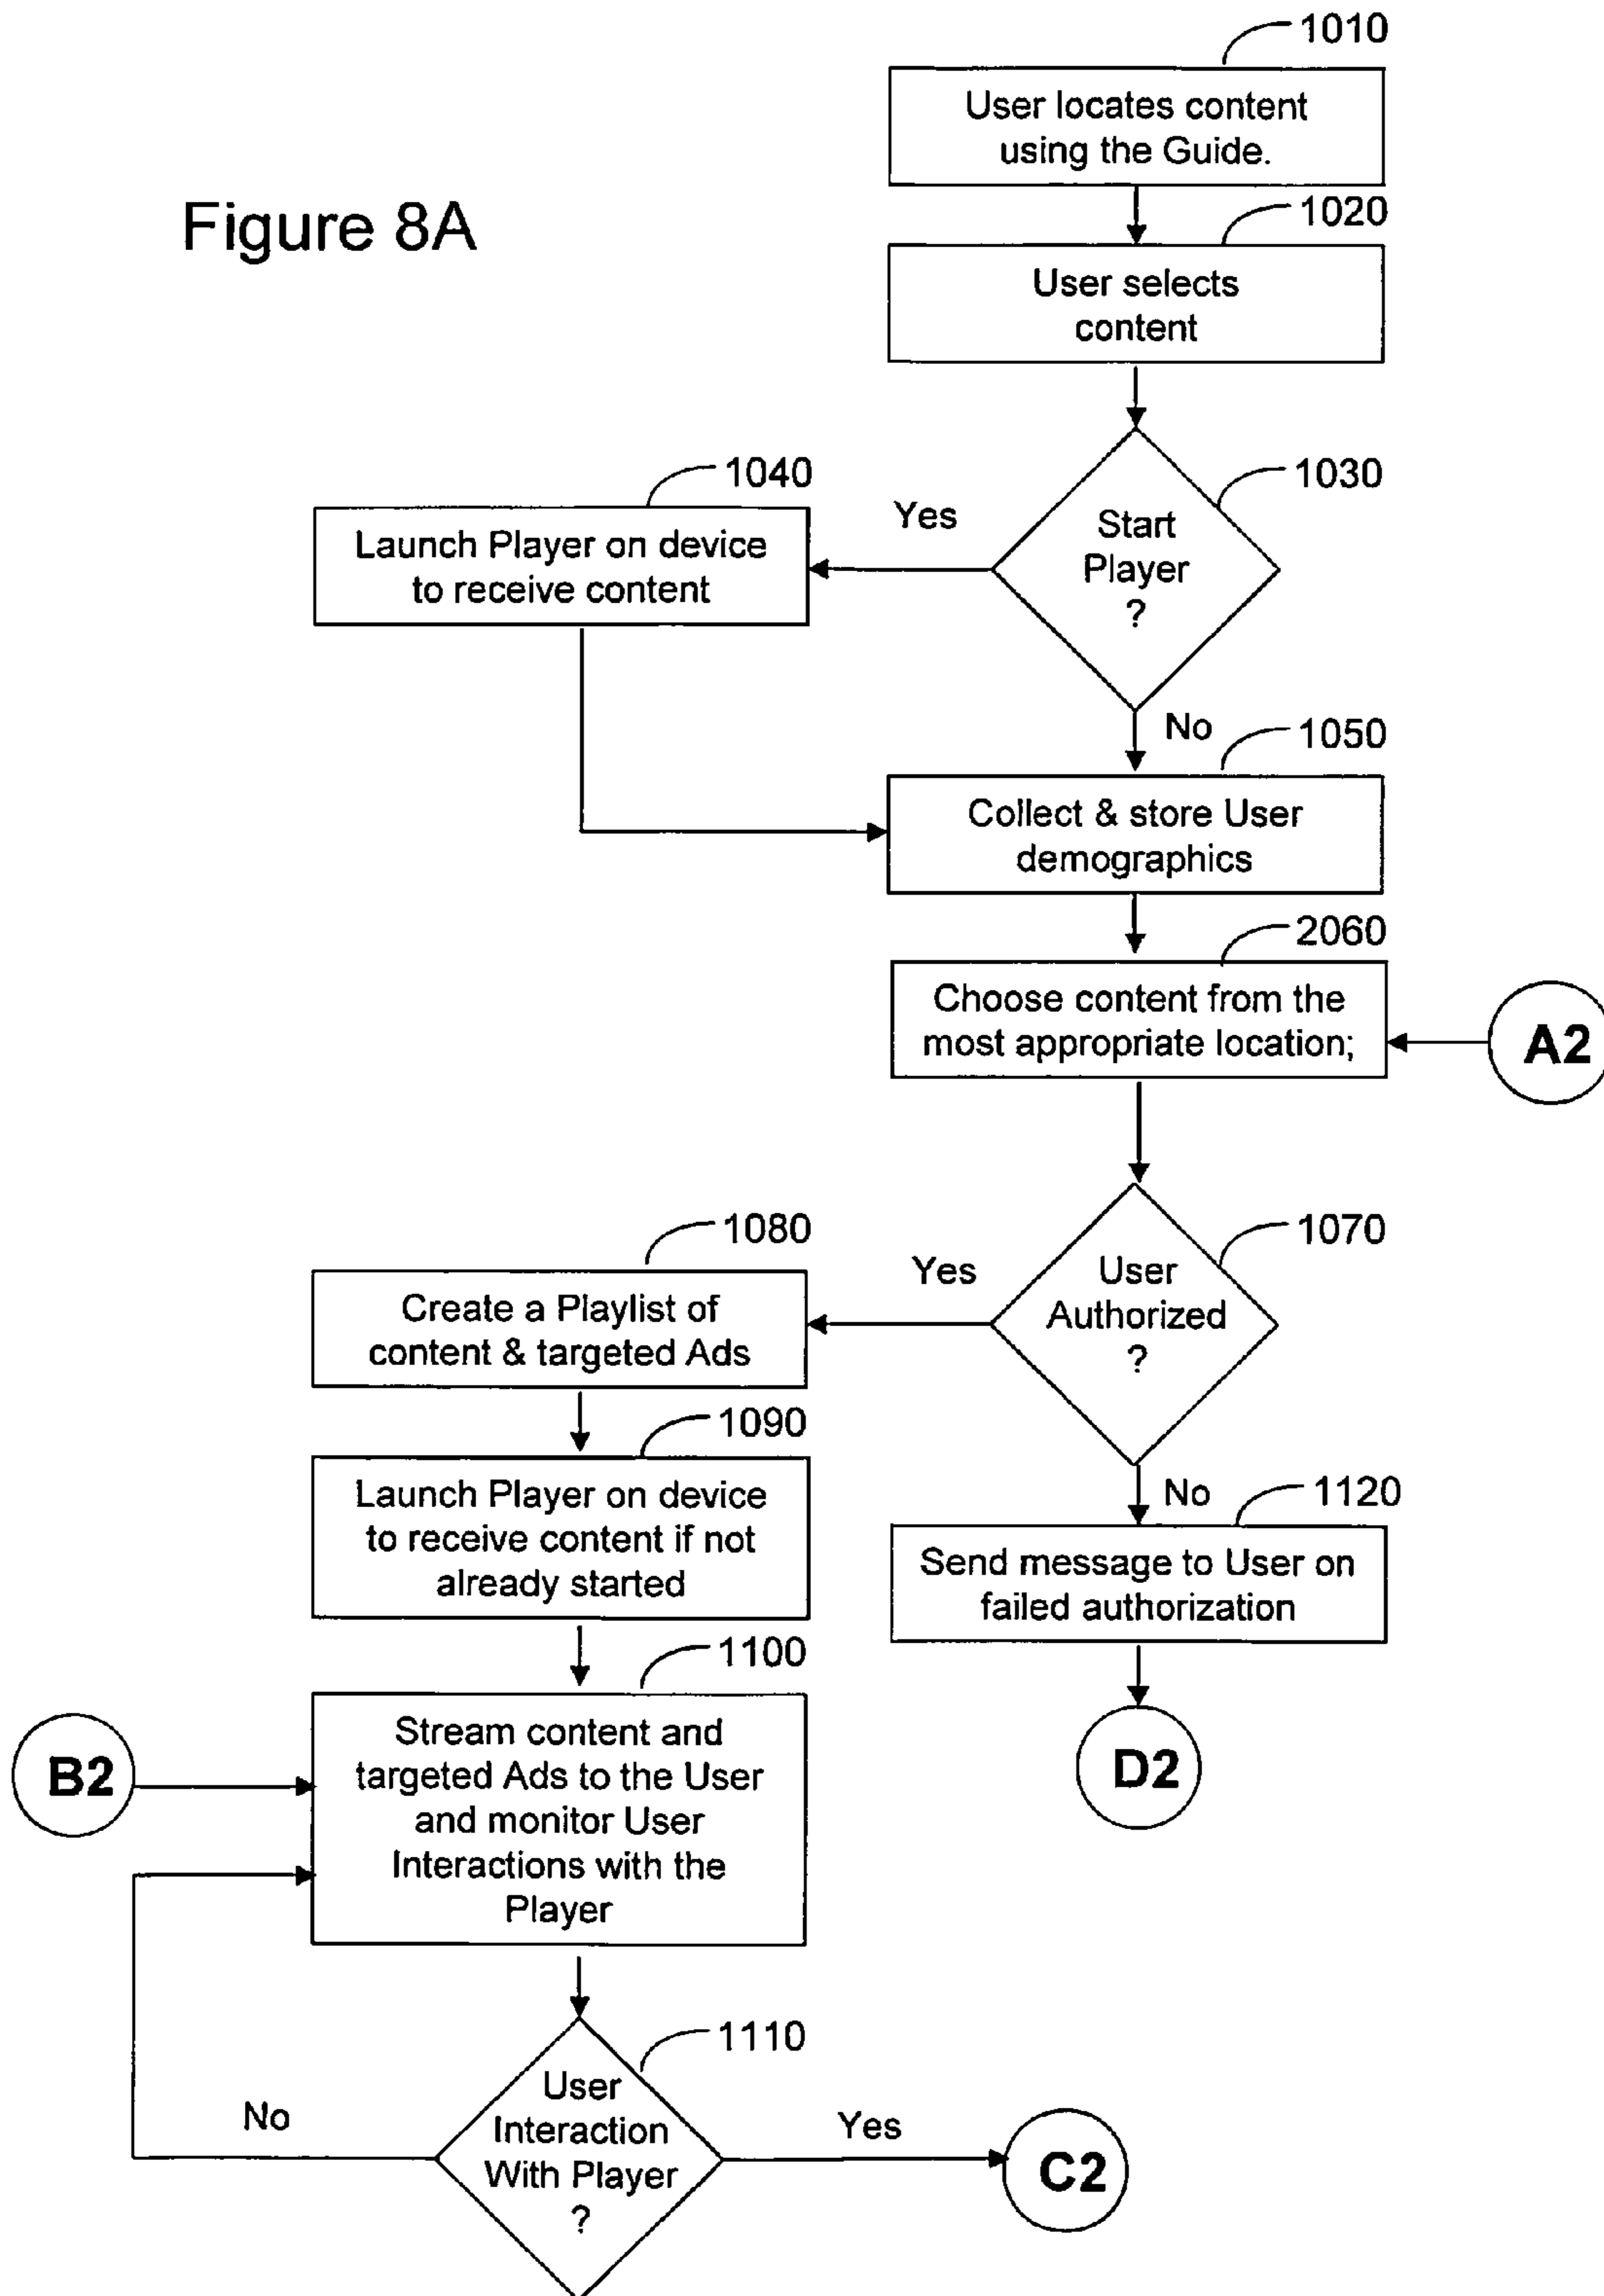 Figure 8A
1010
User locates content
using the Guide.
1020
User selects
content
1030
Start
Player
?
Yes
1040
Launch Player on device
to receive content
No
1050
Collect & store User
demographics
2060
Choose content from the
most appropriate location;
A2
1070
User
Authorized
?
Yes
1080
Create a Playlist of
content & targeted Ads
1090
Launch Player on device
to receive content if not
already started
No
1120
Send message to User on
failed authorization
D2
1100
Stream content and
targeted Ads to the User
and monitor User
Interactions with the
Player
B2
1110
User
Interaction
With Player
?
No
Yes
C2